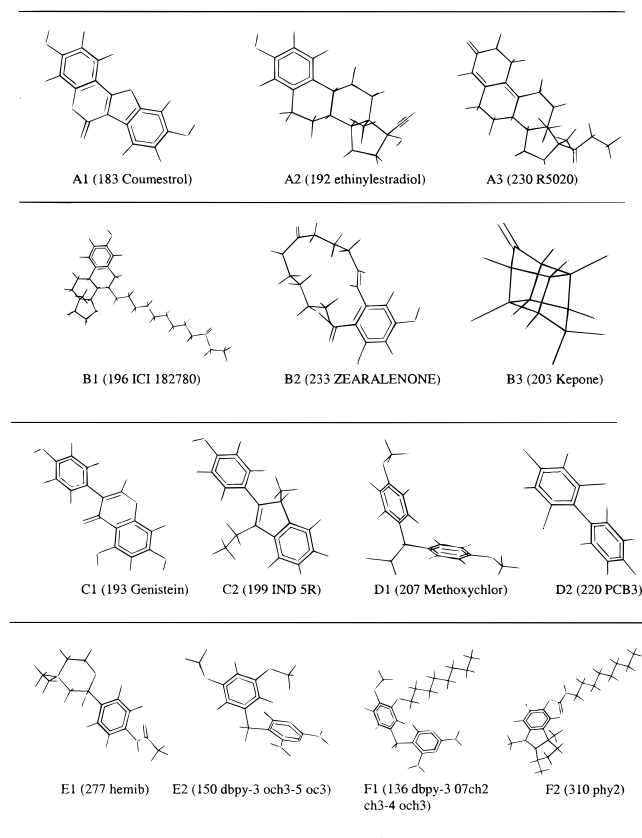 A1 (183 Coumestrol)
A2 (192 ethinylestradiol)
A3 (230 R5020)
B1 (196 ICI 182780)
B2 (233 ZEARALENONE)
B3 (203 Kepone)
C1 (193 Genistein)
C2 (199 IND 5R)
D1 (207 Methoxychlor)
D2 (220 PCB3)
E1 (277 hemib)
E2 (150 dbpy-3 och3-5 oc3)
F1 (136 dbpy-3 07ch2
ch3-4 och3)
F2 (310 phy2)